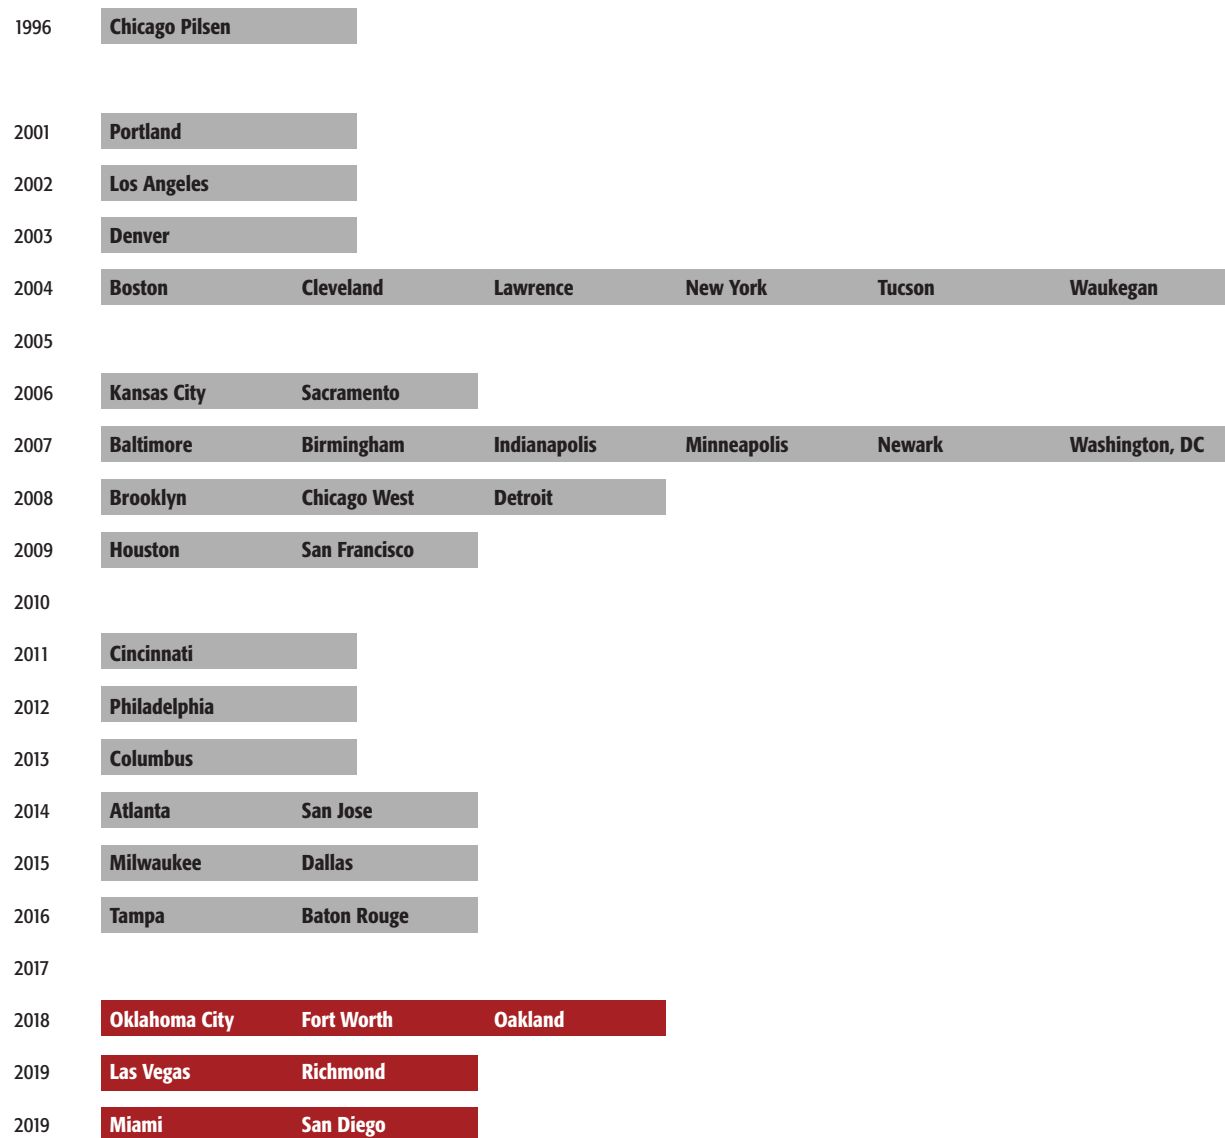 1996 Chicago Pilsen
2001 Portland
2002 Los Angeles
2003 Denver
2004 Boston Cleveland Lawrence New York Tucson Waukegan
2005
2006 Kansas City Sacramento
2007 Baltimore Birmingham Indianapolis Minneapolis Newark Washington, DC
2008 Brooklyn Chicago West Detroit
2009 Houston San Francisco
2010
2011 Cincinnati
2012 Philadelphia
2013 Columbus
2014 Atlanta San Jose
2015 Milwaukee Dallas
2016 Tampa Baton Rouge
2017
2018 Oklahoma City Fort Worth Oakland
2019 Las Vegas Richmond
2019 Miami San Diego